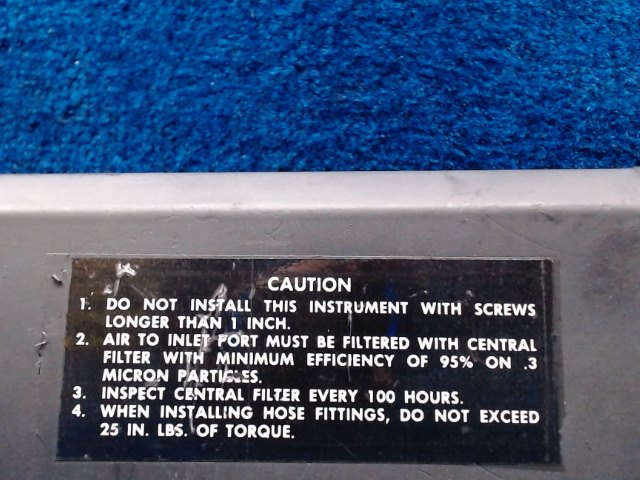 CAUTION
1. DO NOT INSTALL THIS INSTRUMENT WITH SCREWS
LONGER THAN 1 INCH.
2. AIR TO INLET PORT MUST BE FILTERED WITH CENTRAL
FILTER WITH MINIMUM EFFICIENCY OF 95% ON .3
MICRON PARTICLES.
3. INSPECT CENTRAL FILTER EVERY 100 HOURS.
4. WHEN INSTALLING HOSE FITTINGS, DO NOT EXCEED
25 IN. LBS. OF TORQUE.